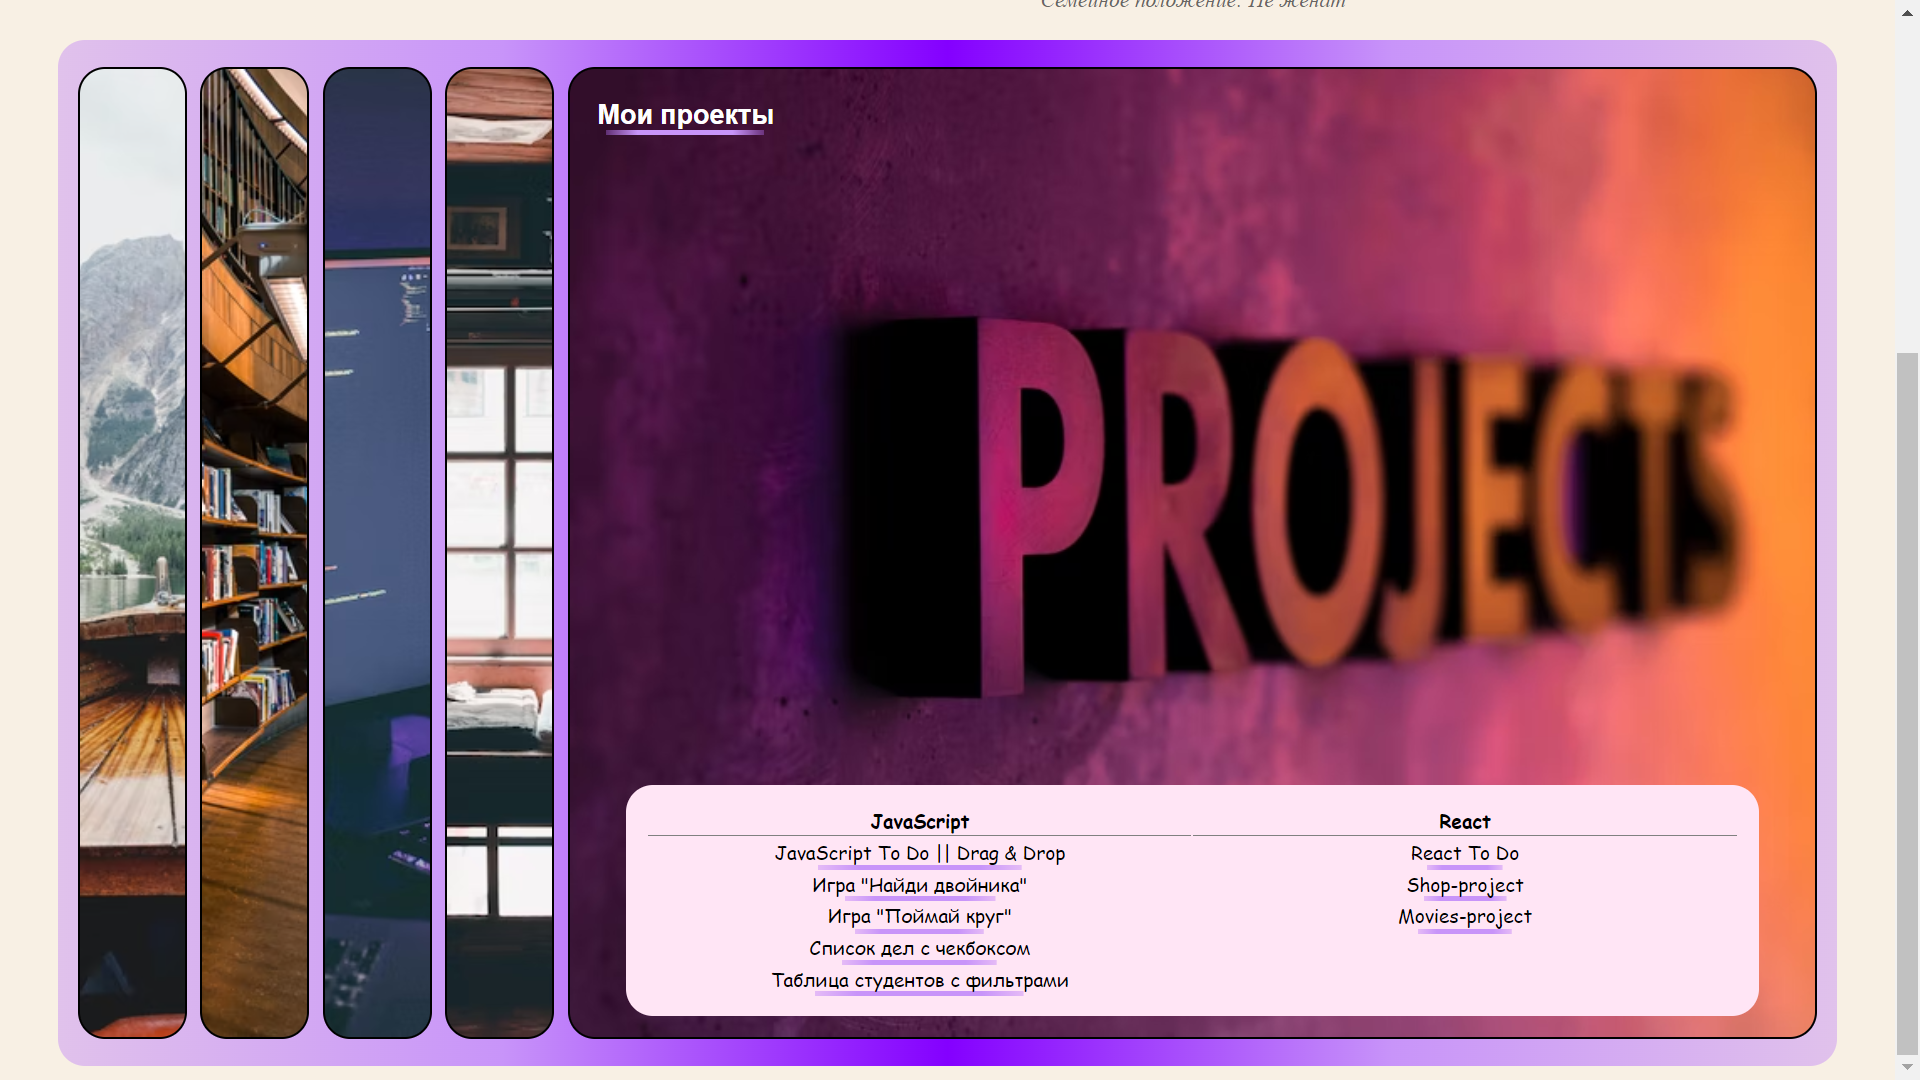 Семейное положение: Не женат
Мои проекты
PROJECTS
JavaScript
JavaScript To Do || Drag & Drop
Игра "Найди двойника"
Игра "Поймай круг"
Список дел с чекбоксом
Таблица студентов с фильтрами
React
React To Do
Shop-project
Movies-project